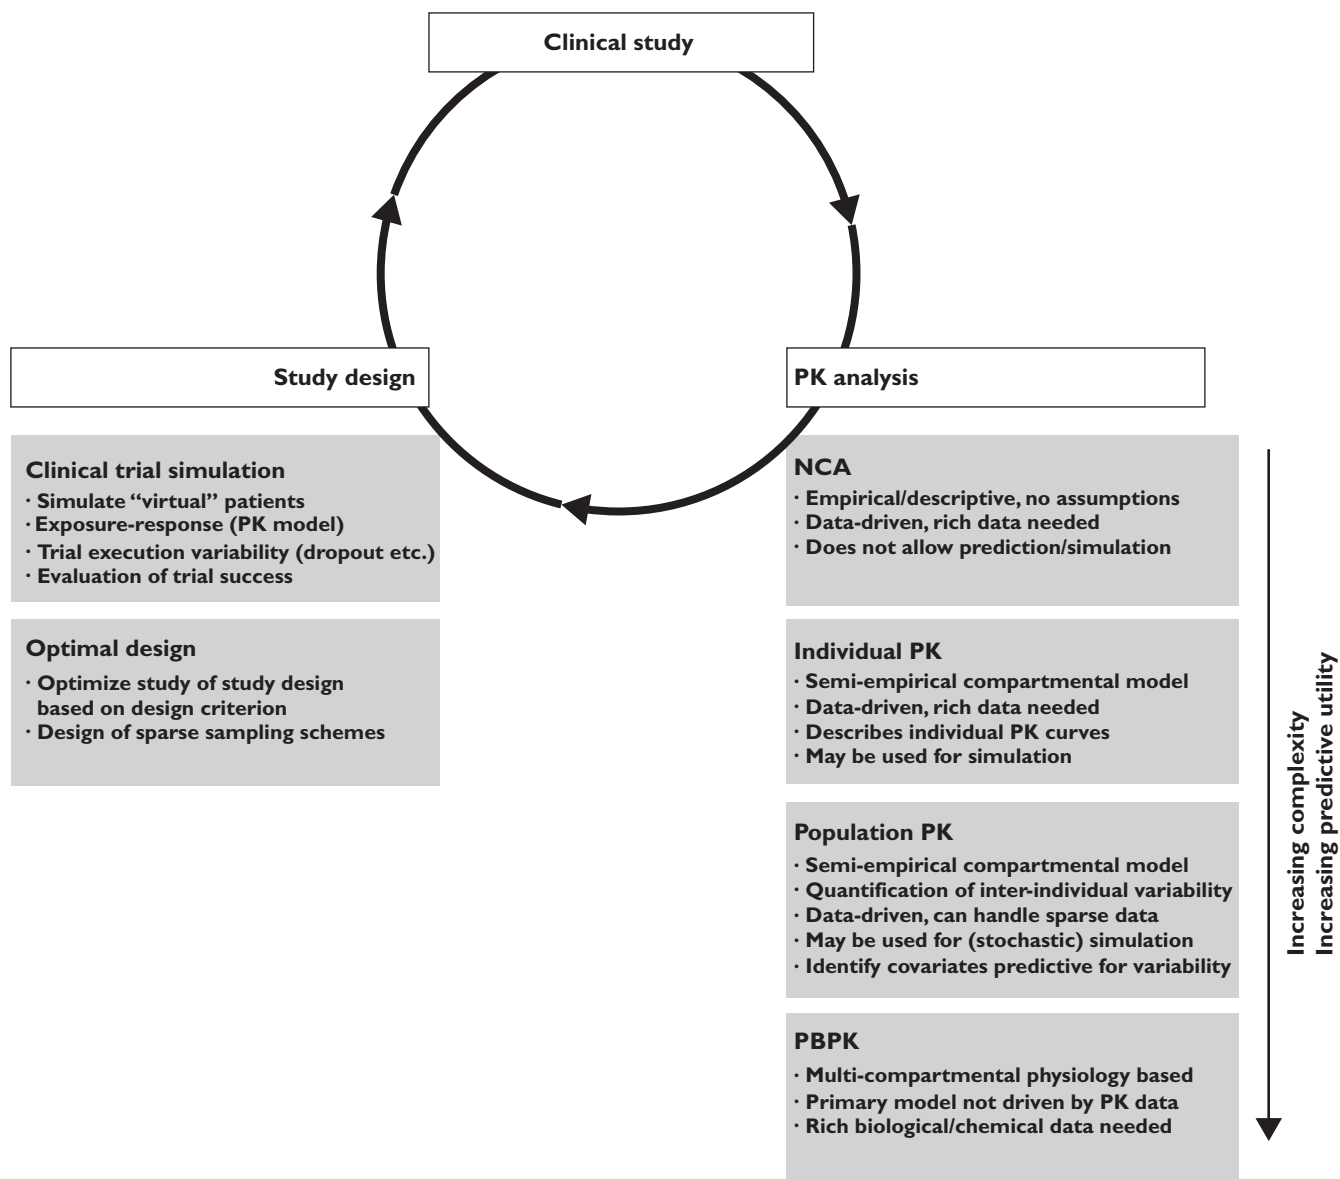 Clinical study
Study design
PK analysis
Clinical trial simulation
· Simulate “virtual” patients
· Exposure-response (PK model)
· Trial execution variability (dropout etc.)
· Evaluation of trial success
Optimal design
· Optimize study of study design
based on design criterion
· Design of sparse sampling schemes
NCA
· Empirical/descriptive, no assumptions
· Data-driven, rich data needed
· Does not allow prediction/simulation
Individual PK
· Semi-empirical compartmental model
· Data-driven, rich data needed
· Describes individual PK curves
· May be used for simulation
Population PK
· Semi-empirical compartmental model
· Quantification of inter-individual variability
· Data-driven, can handle sparse data
· May be used for (stochastic) simulation
· Identify covariates predictive for variability
PBPK
· Multi-compartmental physiology based
· Primary model not driven by PK data
· Rich biological/chemical data needed
Increasing complexity
Increasing predictive utility